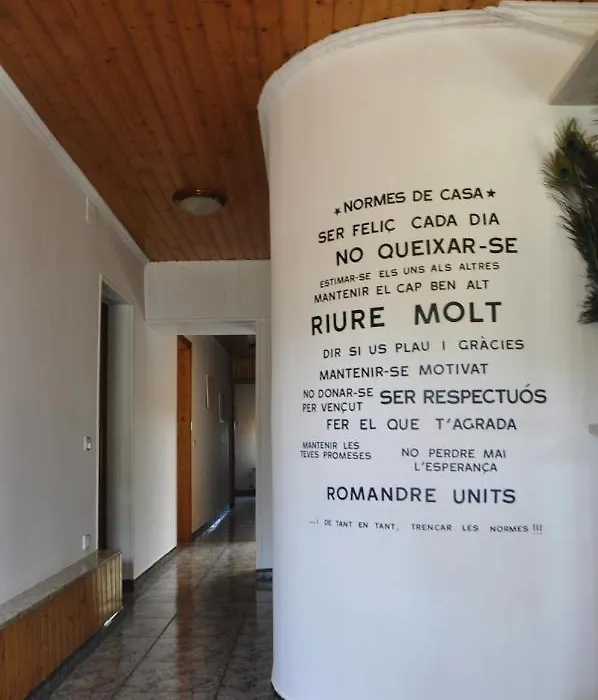 ★NORMES DE CASA★
SER FELIÇ CADA DIA
NO QUEIXAR-SE
ESTIMAR-SE ELS UNS ALS ALTRES
MANTENIR EL CAP BEN ALT
RIURE MOLT
DIR SI US PLAU I GRÀCIES
MANTENIR-SE MOTIVAT
NO DONAR-SE
PER VENÇUT
SER RESPECTUÓS
FER EL QUE T'AGRADA
MANTENIR LES
TEVES PROMESES
NO PERDRE MAI
L'ESPERANÇA
ROMANDRE UNITS
...I DE TANT EN TANT, TRENCAR LES NORMES !!!